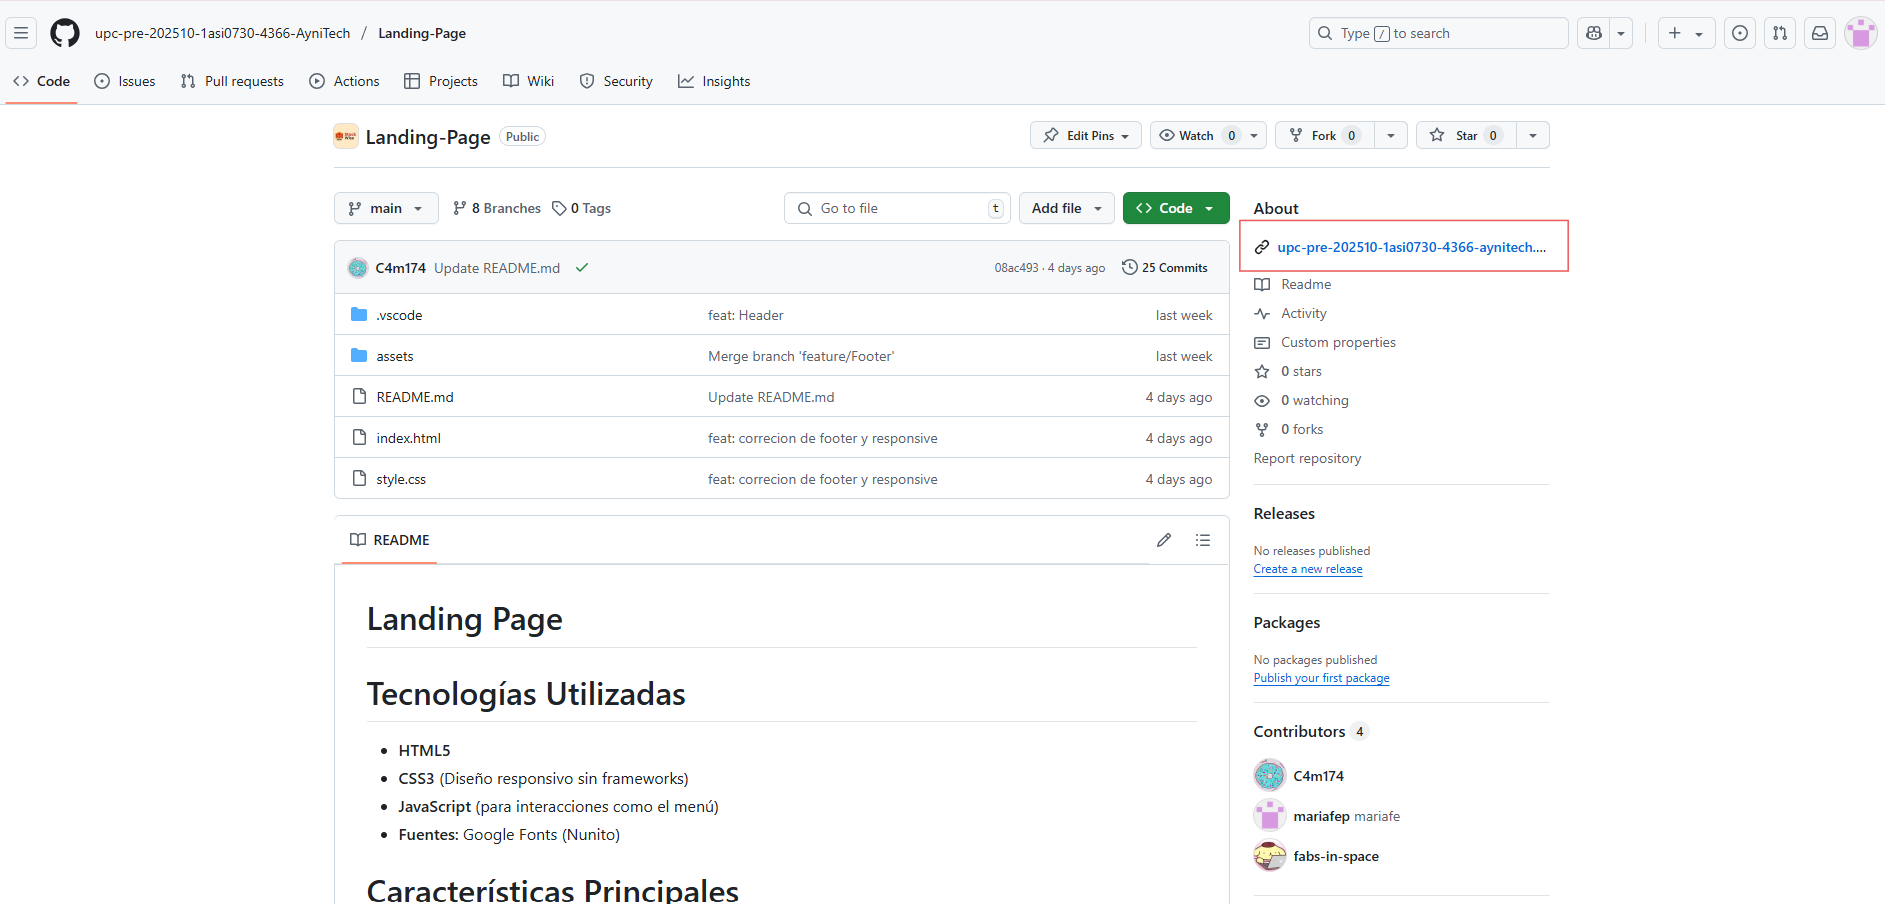 upc-pre-202510-1asi0730-4366-AyniTech / Landing-Page
Type / to search
Code Issues Pull requests Actions Projects Wiki Security Insights
Landing-Page Public
Edit Pins Watch 0 Fork 0 Star 0
main 8 Branches 0 Tags
Go to file t
Add file Code
C4m174 Update README.md 08ac493 · 4 days ago 25 Commits
.vscode feat: Header last week
assets Merge branch 'feature/Footer' last week
README.md Update README.md 4 days ago
index.html feat: correcion de footer y responsive 4 days ago
style.css feat: correcion de footer y responsive 4 days ago
README
Landing Page
Tecnologías Utilizadas
HTML5
CSS3 (Diseño responsivo sin frameworks)
JavaScript (para interacciones como el menú)
Fuentes: Google Fonts (Nunito)
Características Principales
About
upc-pre-202510-1asi0730-4366-aynitech....
Readme
Activity
Custom properties
0 stars
0 watching
0 forks
Report repository
Releases
No releases published
Create a new release
Packages
No packages published
Publish your first package
Contributors 4
C4m174
mariafep mariafe
fabs-in-space